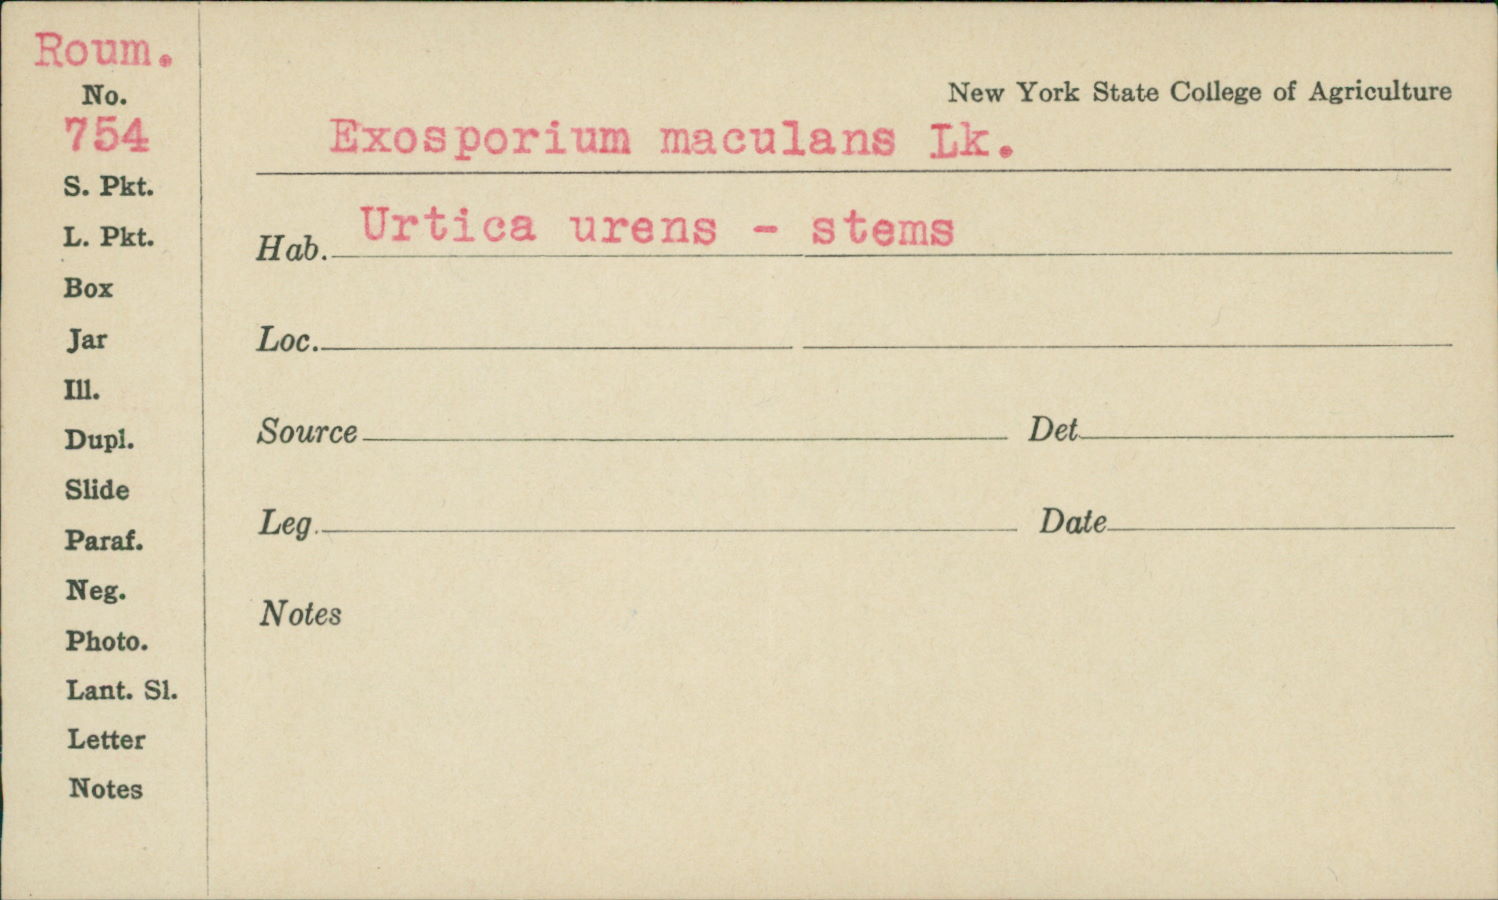 Roum.
No.
754
S. Pkt.
L. Pkt.
Box
Jar
Ill.
Dupl.
Slide
Paraf.
Neg.
Photo.
Lant. Sl.
Letter
Notes
New York State College of Agriculture
Exosporium maculans Lk.
Hab. Urtica urens - stems
Loc.
Source Det.
Leg. Date
Notes